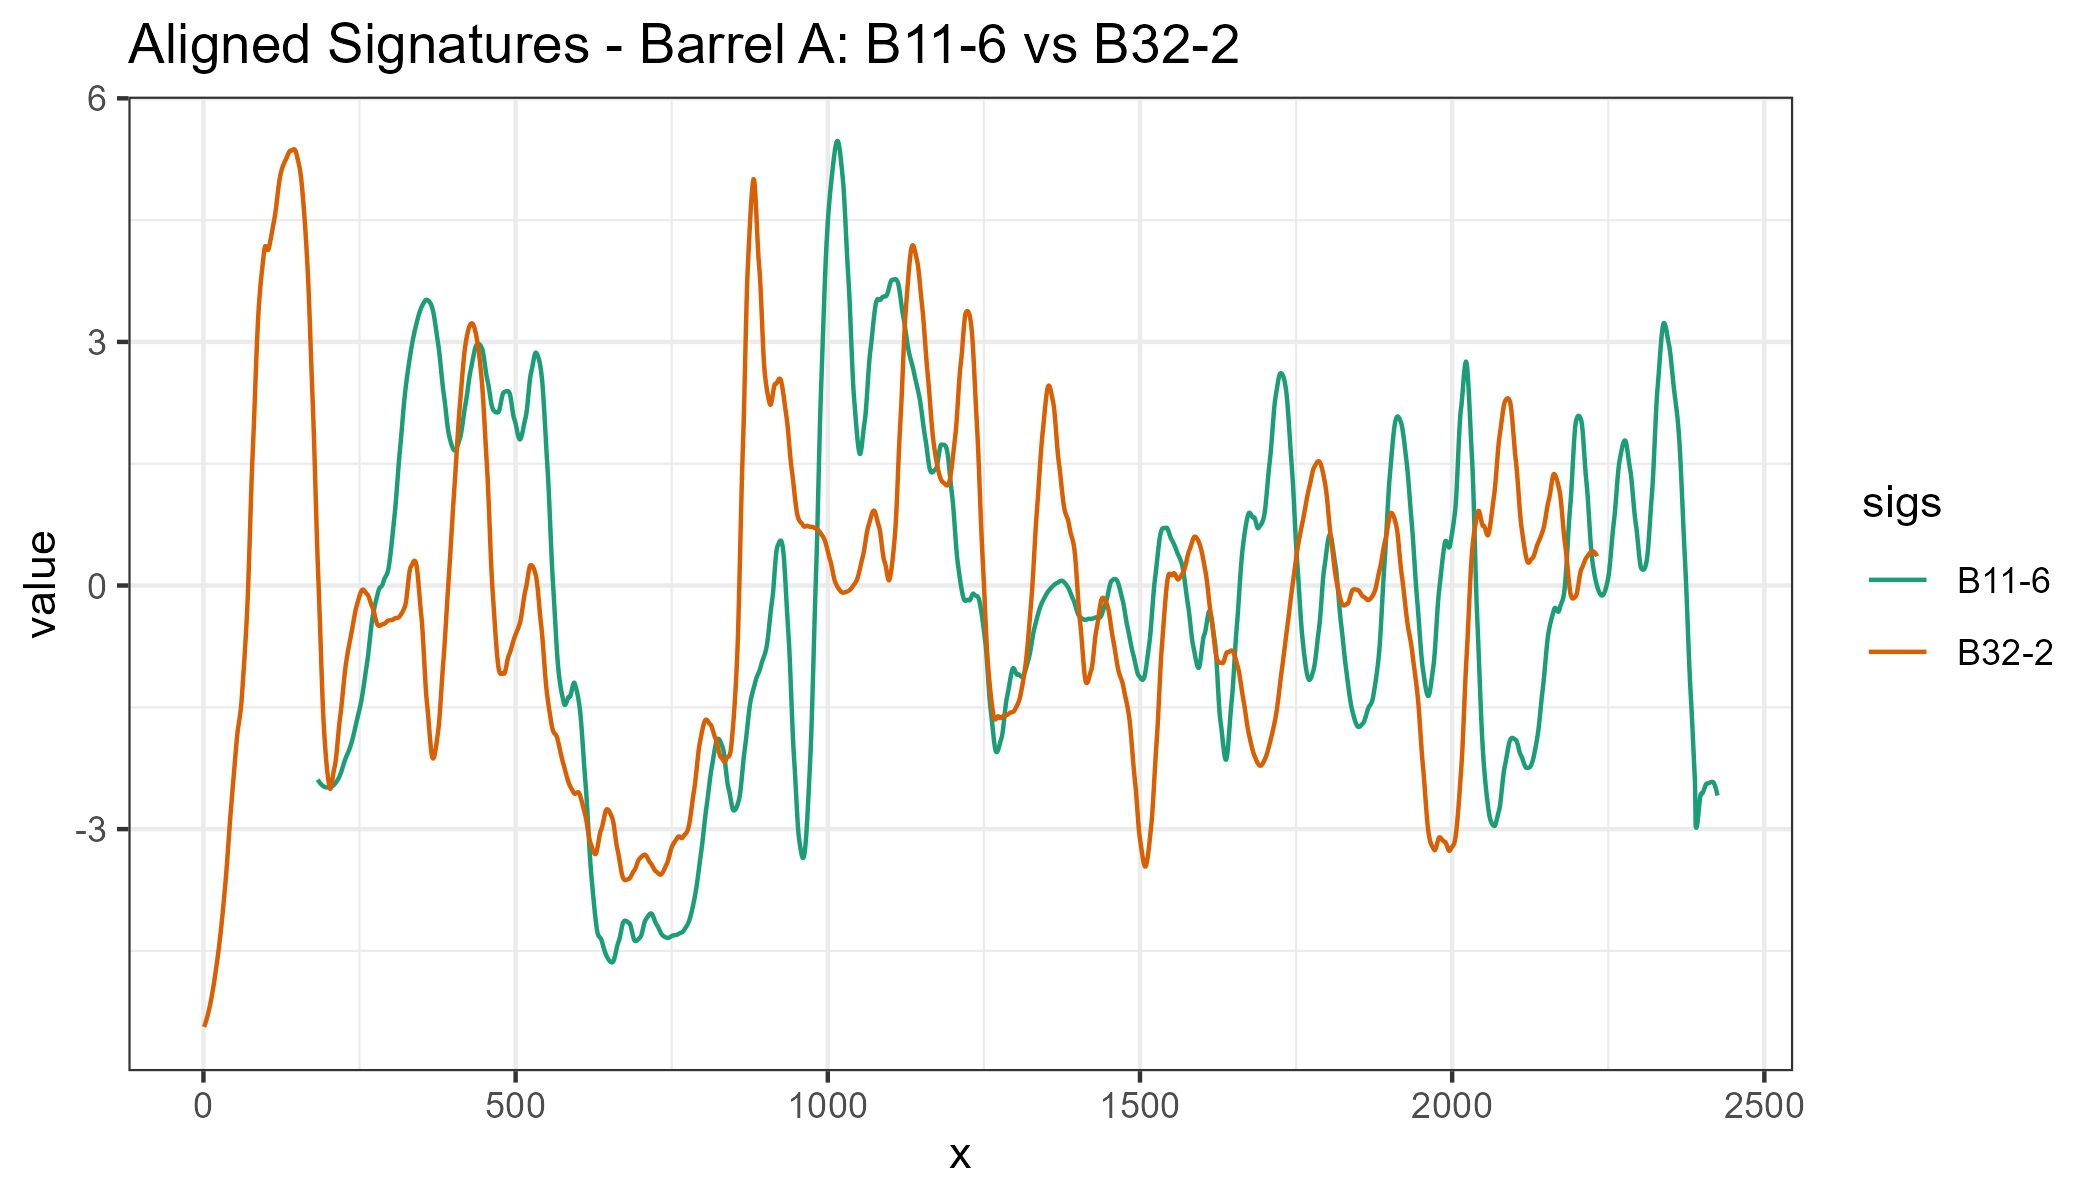 Aligned Signatures - Barrel A: B11-6 vs B32-2
6
3
0
-3
value
0 500 1000 1500 2000 2500
x
sigs
B11-6
B32-2